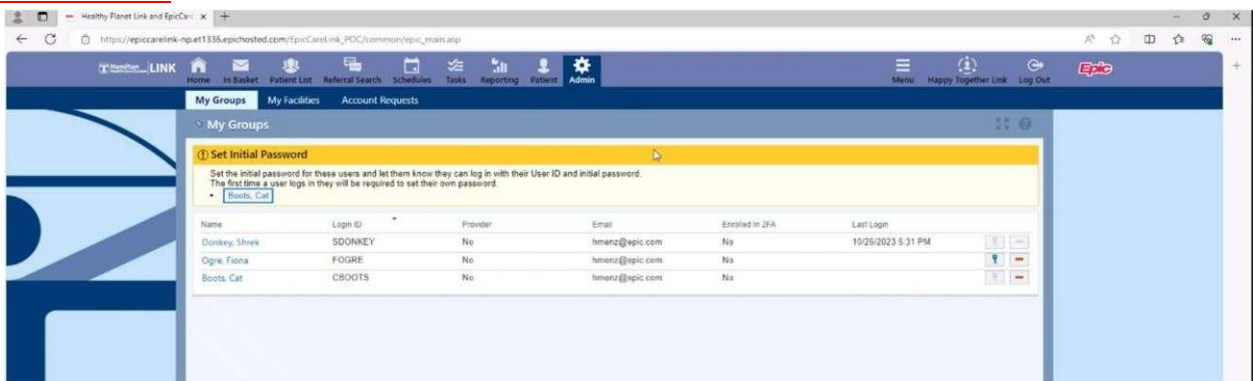 Healthy Planet Link and EpicCare
https://epiccarelink-np.et1336.epichosted.com/EpicCareLink_POC/common/epic_main.asp
LINK
Home In Basket Patient List Referral Search Schedules Tasks Reporting Patient Admin Menu Happy Together Link Log Out
Epic
My Groups My Facilities Account Requests
My Groups
Set Initial Password
Set the initial password for these users and let them know they can log in with their User ID and initial password.
The first time a user logs in they will be required to set their own password.
• Boots, Cat
Name Login ID Provider Email Enrolled In 2FA Last Login
Donkey, Shrek SDONKEY No hmenz@epic.com No 10/26/2023 5:31 PM
Ogre, Fiona FOGRE No hmenz@epic.com No
Boots, Cat CBOOTS No hmenz@epic.com No